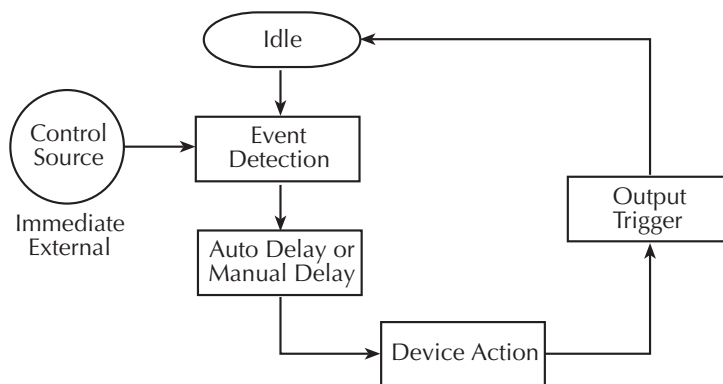 Idle
Control
Source
Immediate
External
Event
Detection
Auto Delay or
Manual Delay
Device Action
Output
Trigger